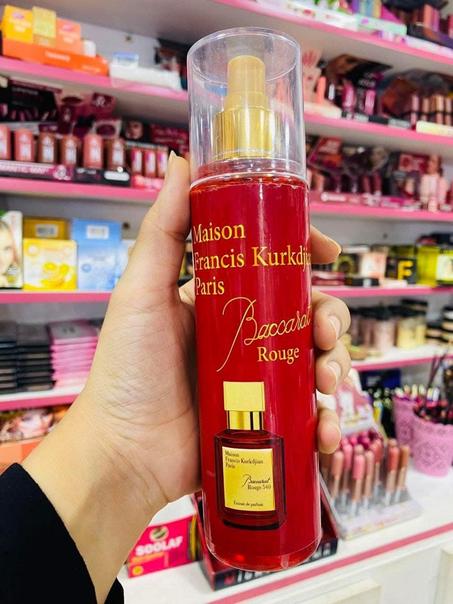 Maison
Francis Kurkdjian
Paris
Baccarat
Rouge
Maison
Francis Kurkdjian
Paris
Baccarat
Rouge 540
Extrait de parfum
SOOLAF